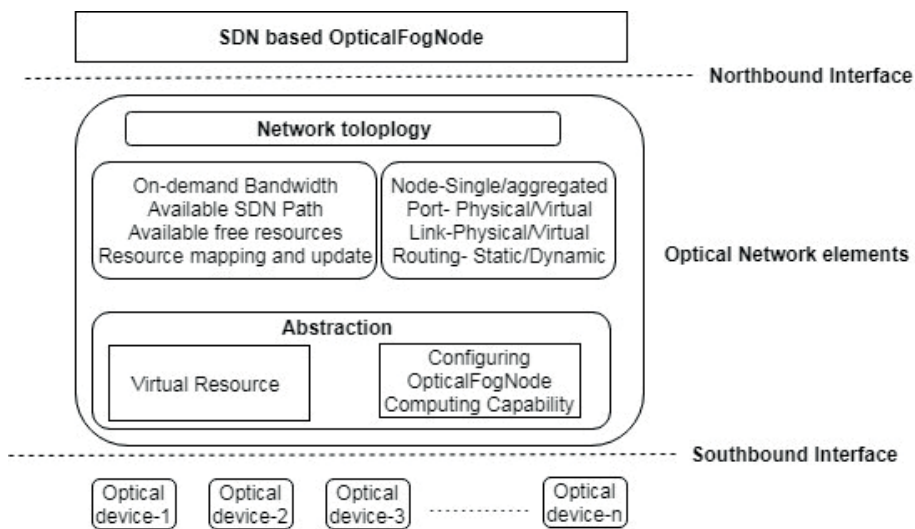 SDN based OpticalFogNode
Northbound Interface
Network toloplogy
On-demand Bandwidth
Available SDN Path
Available free resources
Resource mapping and update
Node-Single/aggregated
Port- Physical/Virtual
Link-Physical/Virtual
Routing- Static/Dynamic
Optical Network elements
Abstraction
Virtual Resource
Configuring
OpticalFogNode
Computing Capability
Southbound Interface
Optical
device-1
Optical
device-2
Optical
device-3
Optical
device-n